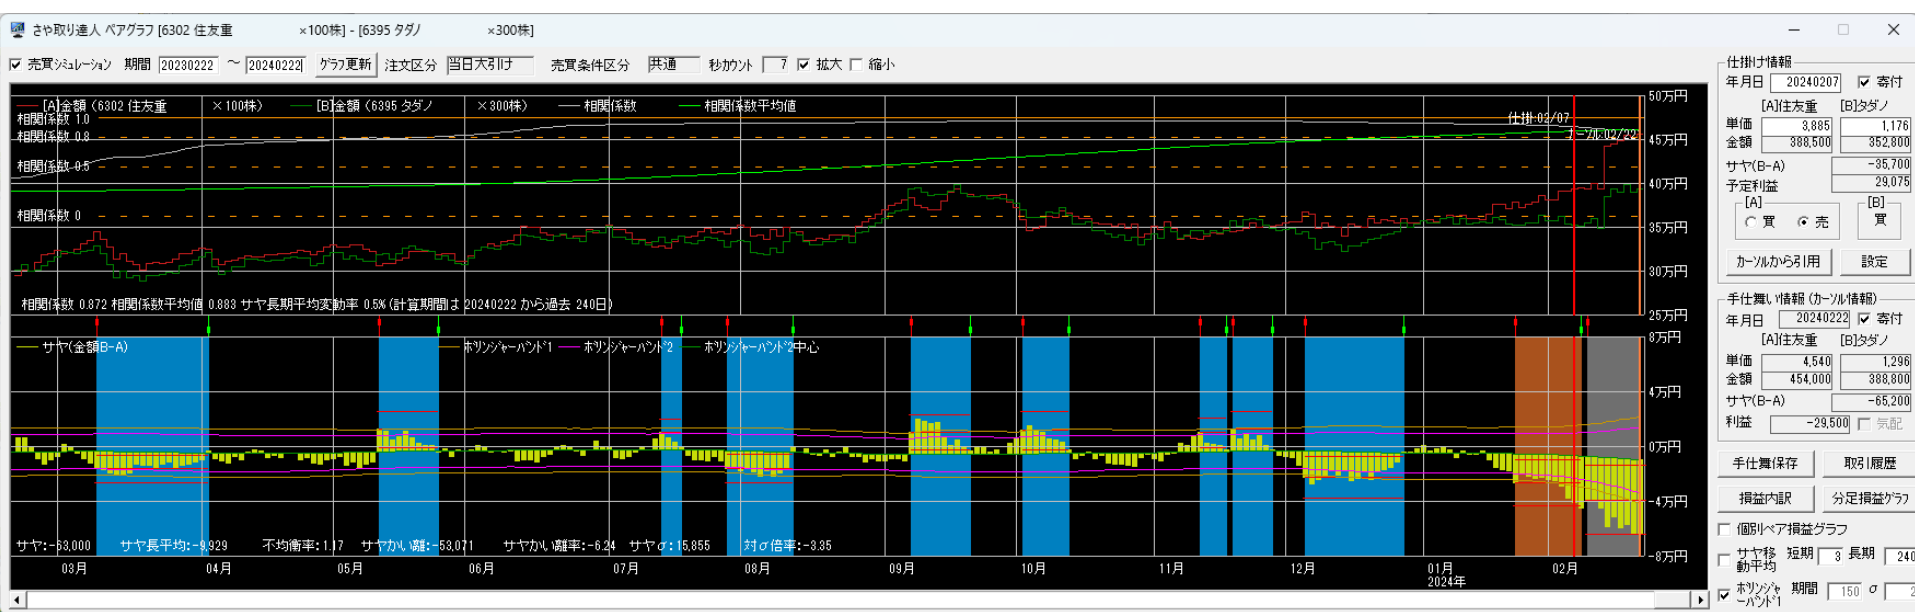 さや取り達人 ペアグラフ [6302 住友重 ×100株] - [6395 タダノ ×300株]
売買シミュレーション 期間 20230222 ～ 20240222 グラフ更新 注文区分 当日大引け 売買条件区分 共通 秒カウント 7 拡大 縮小
[A]金額 (6302 住友重 ×100株) [B]金額 (6395 タダノ ×300株) 相関係数 相関係数平均値
相関係数 1.0
相関係数 0.8
相関係数 0.5
相関係数 0
仕掛:02/07
カーソル:02/22
50万円
45万円
40万円
35万円
30万円
25万円
相関係数 0.872 相関係数平均値 0.883 サヤ長期平均変動率 0.5% (計算期間は 20240222 から過去 240日)
サヤ(金額B-A) ボリンジャーバンド1 ボリンジャーバンド2 ボリンジャーバンド2中心
8万円
4万円
0万円
-4万円
-8万円
サヤ:-63,000 サヤ長平均:-9,929 不均衡率:1.17 サヤかい離:-53,071 サヤかい離率:-6.24 サヤσ:15,855 対σ倍率:-3.35
03月 04月 05月 06月 07月 08月 09月 10月 11月 12月 01月 02月
2024年
仕掛け情報
年月日 20240207 寄付
[A]住友重 [B]タダノ
単価 3,885 1,176
金額 388,500 352,800
サヤ(B-A) -35,700
予定利益 29,075
[A] [B]
買 売 買
カーソルから引用 設定
手仕舞い情報 (カーソル情報)
年月日 20240222 寄付
[A]住友重 [B]タダノ
単価 4,540 1,296
金額 454,000 388,800
サヤ(B-A) -65,200
利益 -29,500 気配
手仕舞保存 取引履歴
損益内訳 分足損益グラフ
個別ペア損益グラフ
サヤ移動平均 短期 3 長期 240
ボリンジャーバンド1 期間 150 σ 2